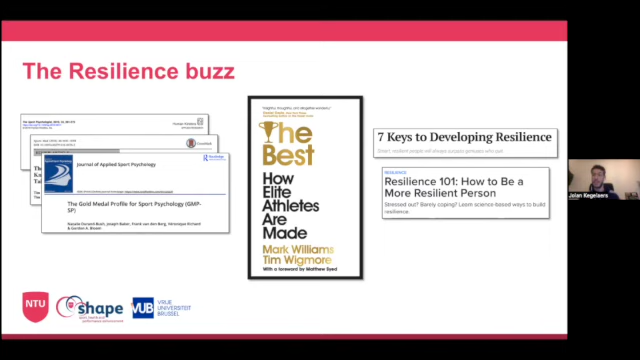 The Resilience buzz
Journal of Applied Sport Psychology
Routledge
The Gold Medal Profile for Sport Psychology (GMP-
SP)
The
Best
How
Elite
Athletes
Are
Made
Mark Williams
Tim Wigmore
With a foreword by Matthew Syed
7 Keys to Developing Resilience
RESILIENCE
Resilience 101: How to Be a
More Resilient Person
Stressed out? Barely coping? Learn science-based ways to build
resilience.
NTU
shape
VUB
VRIJE
UNIVERSITEIT
BRUSSEL
Jolan Kegelaers